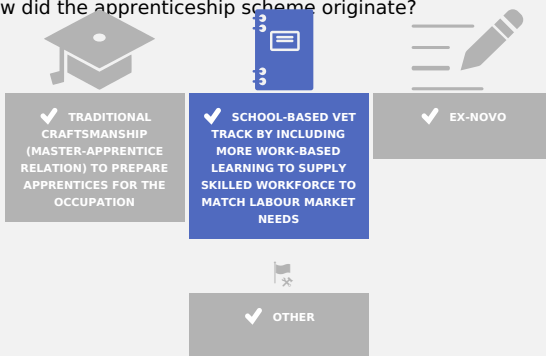 w did the apprenticeship scheme originate?
TRADITIONAL
CRAFTSMANSHIP
(MASTER-APPRENTICE
RELATION) TO PREPARE
APPRENTICES FOR THE
OCCUPATION
SCHOOL-BASED VET
TRACK BY INCLUDING
MORE WORK-BASED
LEARNING TO SUPPLY
SKILLED WORKFORCE TO
MATCH LABOUR MARKET
NEEDS
EX-NOVO
OTHER